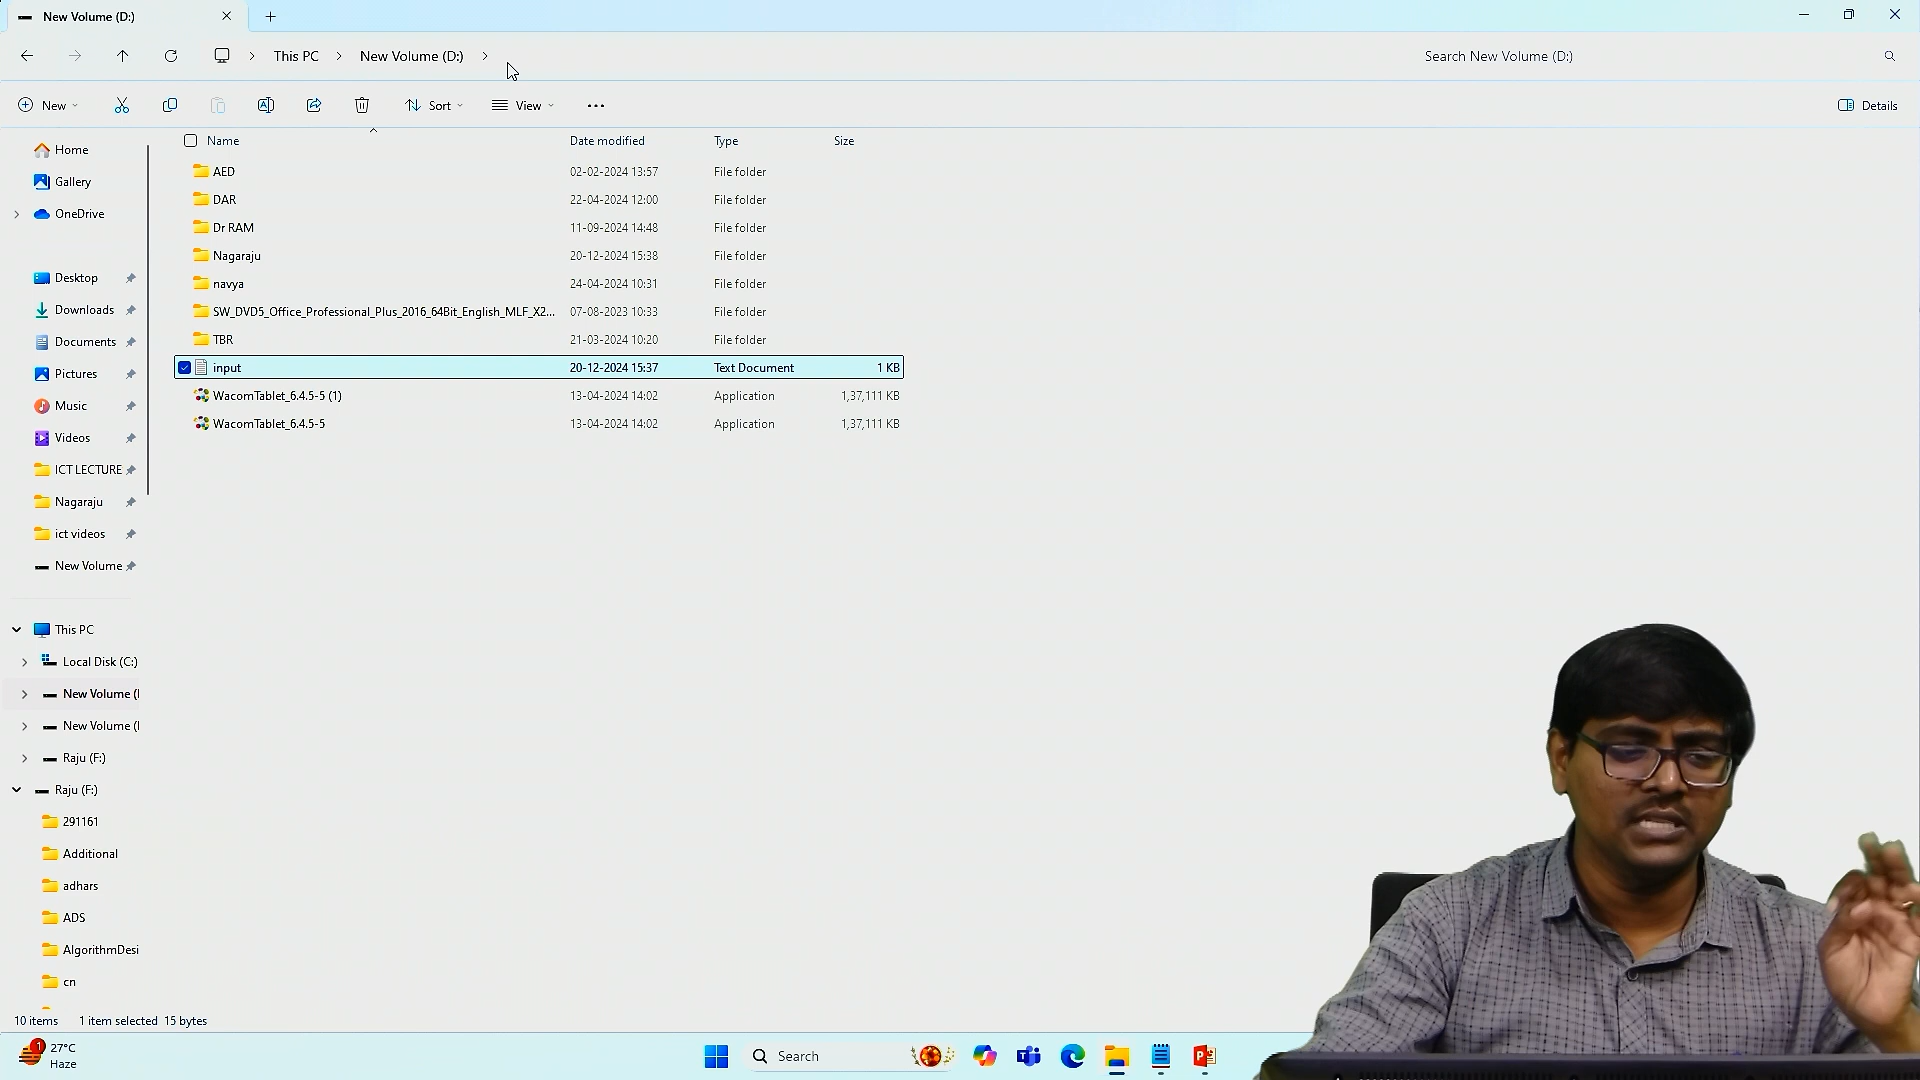 New Volume (D:)
This PC
New Volume (D:)
Search New Volume (D:)
New
Sort
View
Details
Name
Date modified
Type
Size
AED
02-02-2024 13:57
File folder
DAR
22-04-2024 12:00
File folder
Dr RAM
11-09-2024 14:48
File folder
Nagaraju
20-12-2024 15:38
File folder
navya
24-04-2024 10:31
File folder
SW_DVD5_Office_Professional_Plus_2016_64Bit_English_MLF_X2...
07-08-2023 10:33
File folder
TBR
21-03-2024 10:20
File folder
input
20-12-2024 15:37
Text Document
1 KB
WacomTablet_6.4.5-5 (1)
13-04-2024 14:02
Application
1,37,111 KB
WacomTablet_6.4.5-5
13-04-2024 14:02
Application
1,37,111 KB
Home
Gallery
OneDrive
Desktop
Downloads
Documents
Pictures
Music
Videos
ICT LECTURE
Nagaraju
ict videos
New Volume
This PC
Local Disk (C:)
New Volume (
New Volume (
Raju (F:)
Raju (F:)
291161
Additional
adhars
ADS
AlgorithmDesi
cn
10 items
1 item selected 15 bytes
1
27°C
Haze
Search